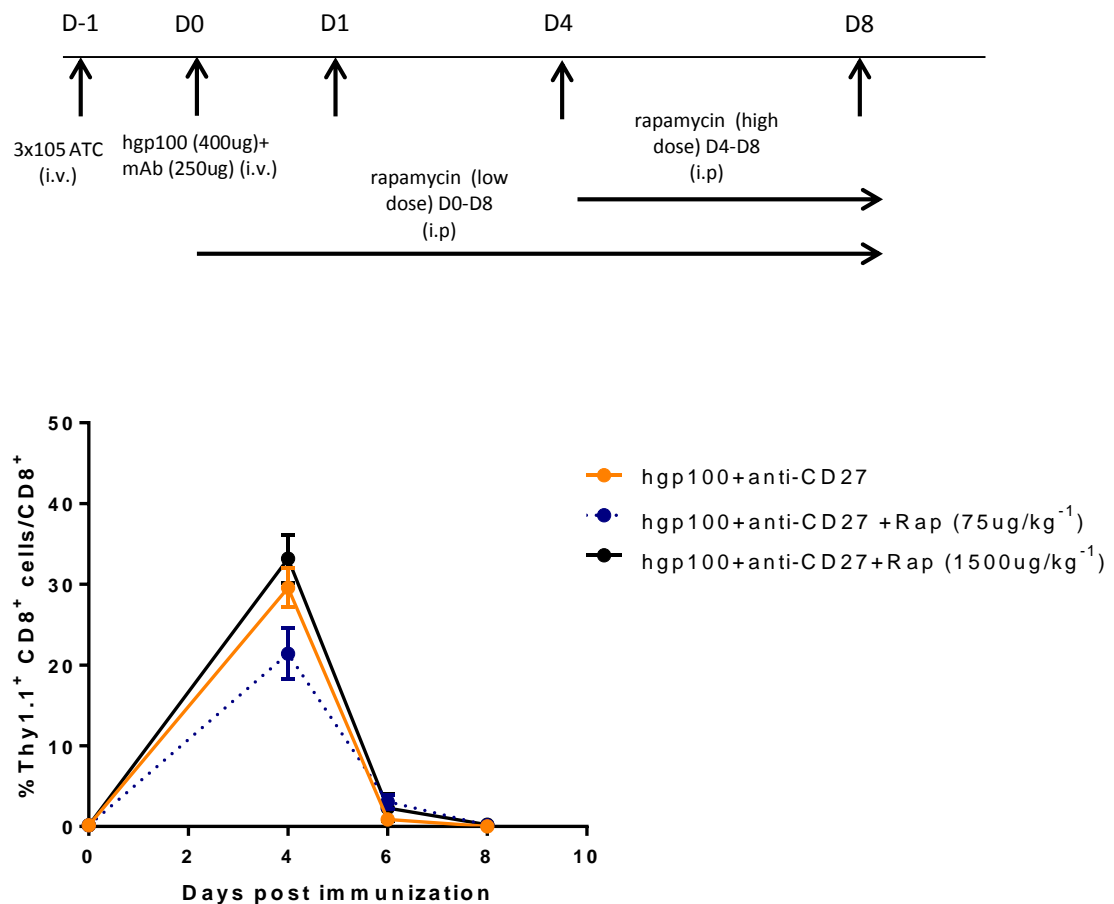 D-1 D0 D1 D4 D8
3x105 ATC
(i.v.)
hgp100 (400ug)+
mAb (250ug) (i.v.)
rapamycin (low
dose) D0-D8
(i.p)
rapamycin (high
dose) D4-D8
(i.p)
50
40
30
20
10
0
% Thy1.1+ CD8+ cells/CD8+
0 2 4 6 8 10
Days post immunization
hgp100+anti-CD27
hgp100+anti-CD27 +Rap (75ug/kg-1)
hgp100+anti-CD27+Rap (1500ug/kg-1)